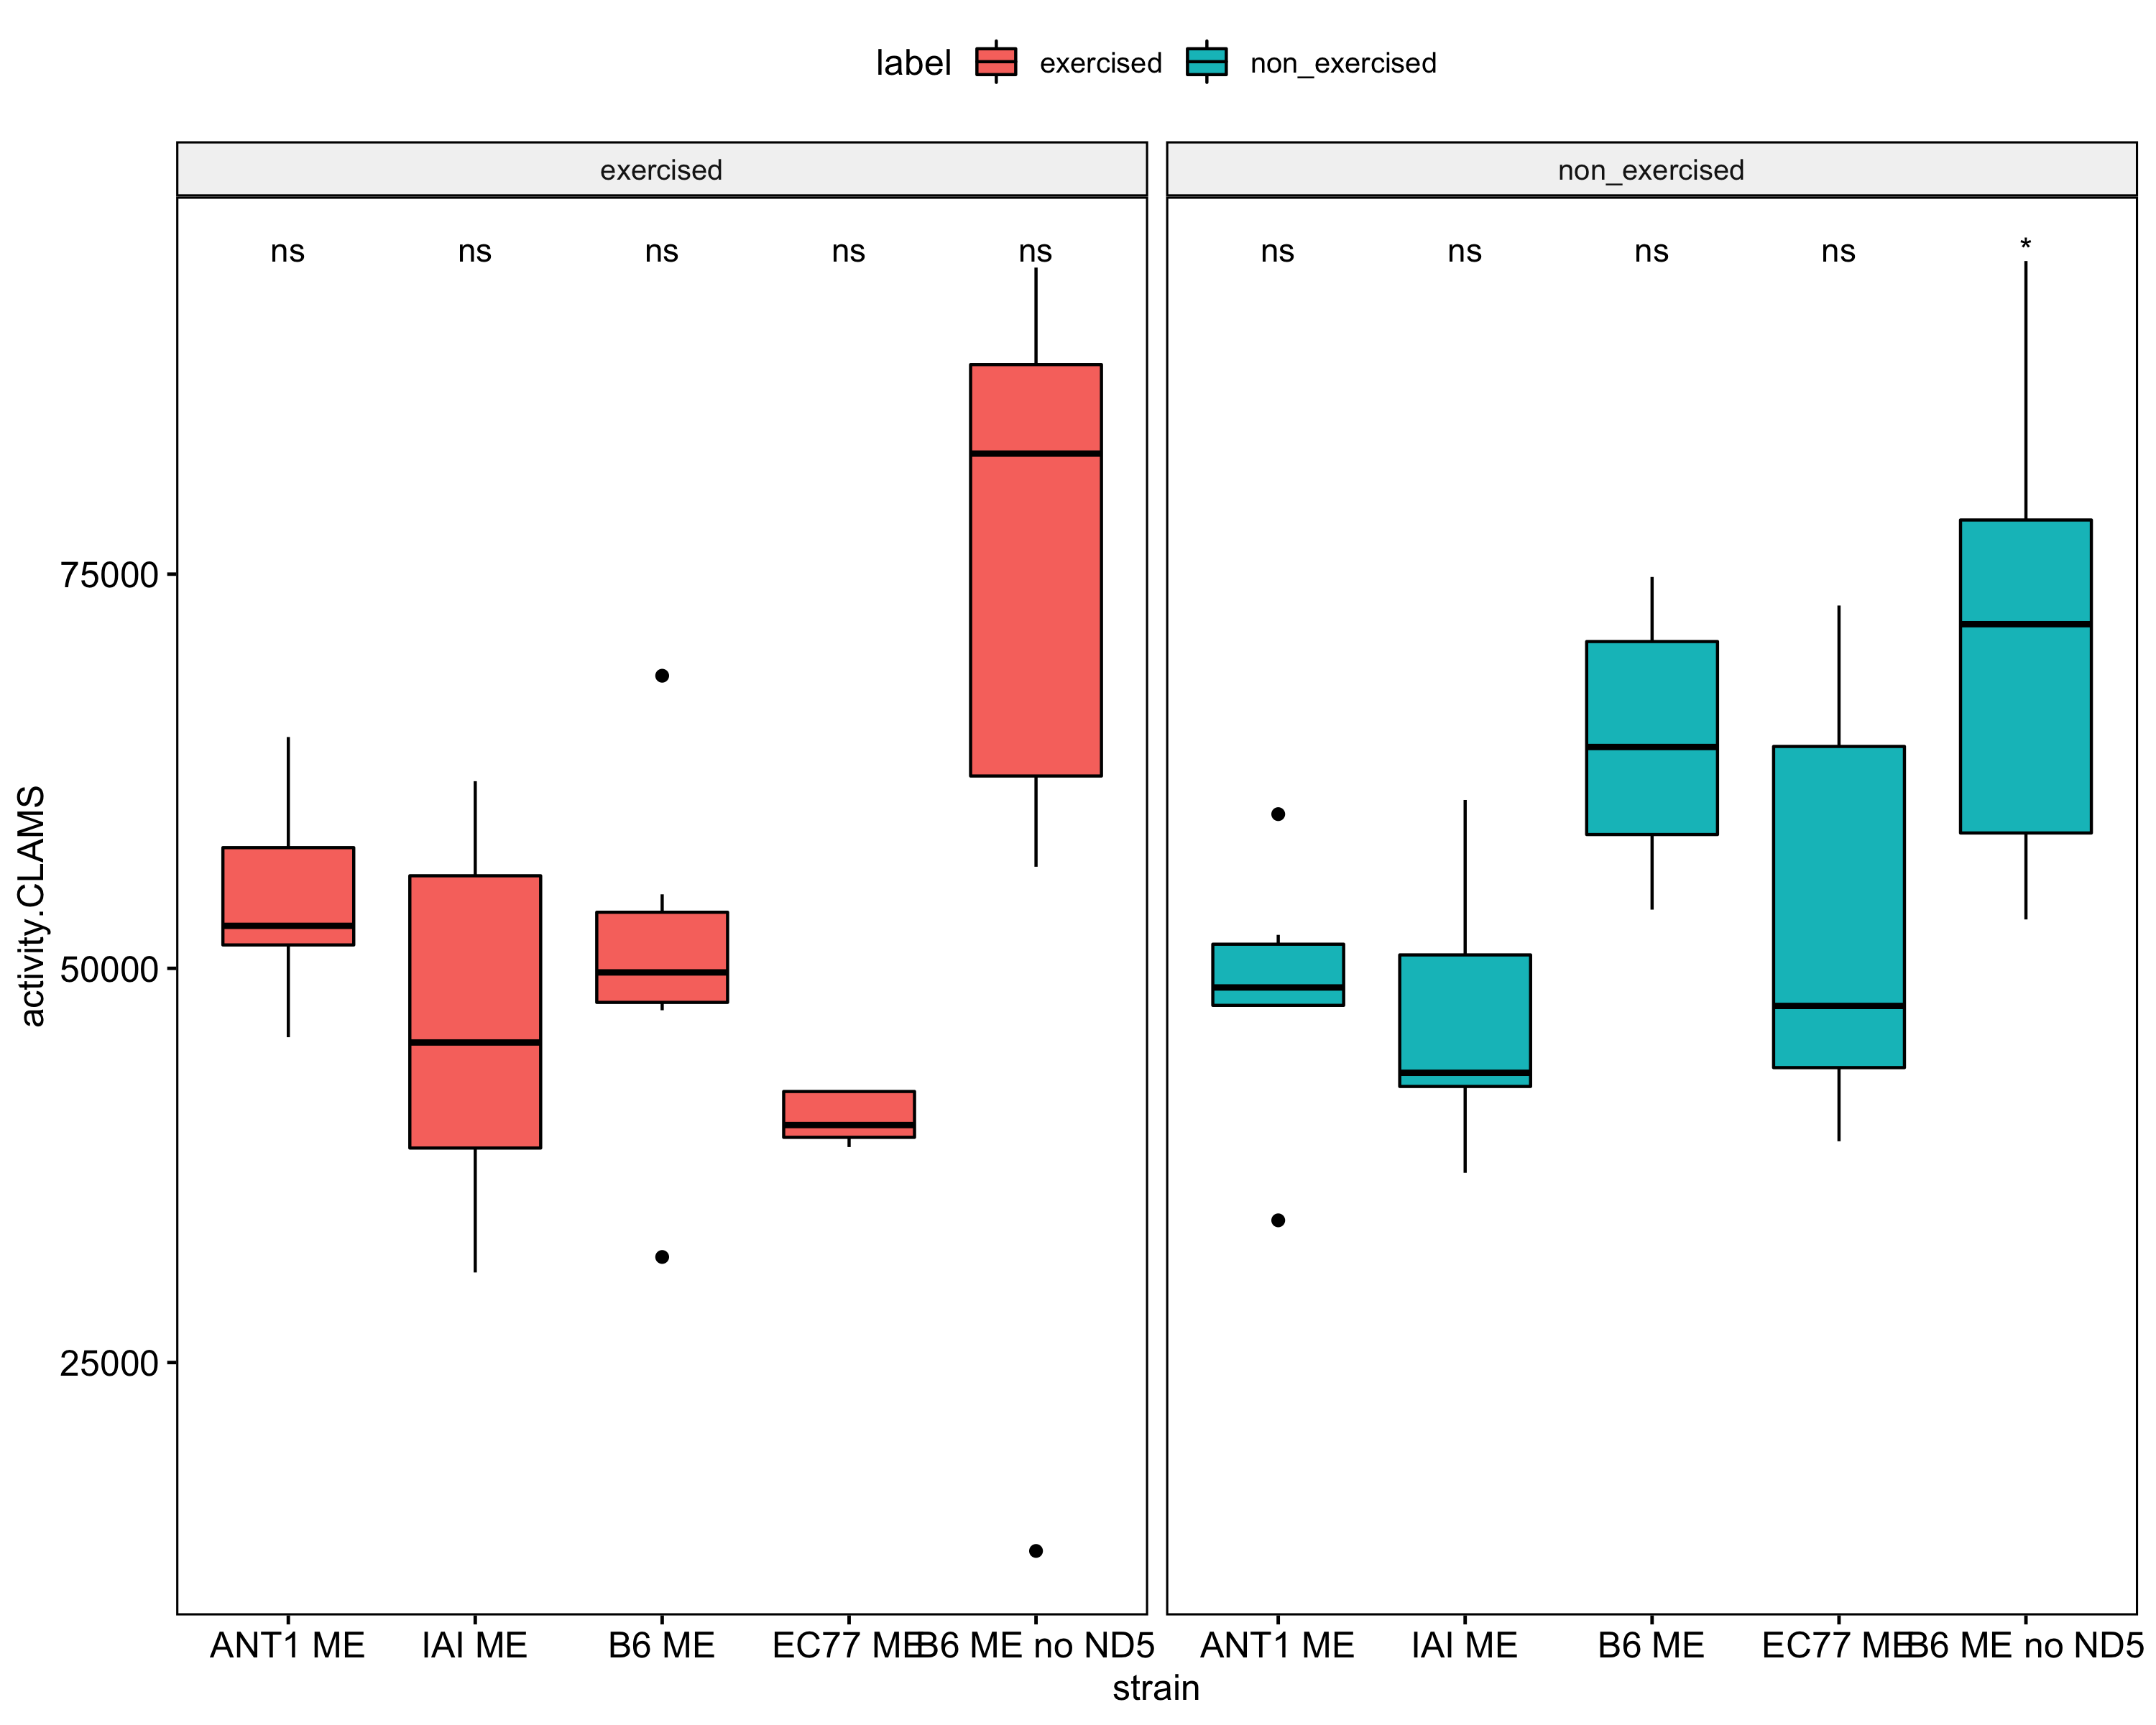 label exercised non_exercised
exercised non_exercised
ns ns ns ns ns ns ns ns ns *
75000
50000
25000
activity.CLAMS
ANT1 ME IAI ME B6 ME EC77 ME B6 ME no ND5 ANT1 ME IAI ME B6 ME EC77 ME B6 ME no ND5
strain